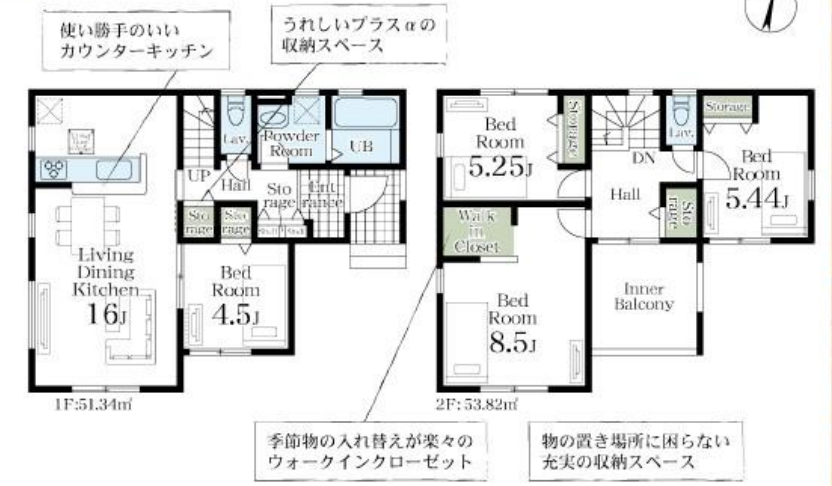 使い勝手のいい
カウンターキッチン
うれしいプラスαの
収納スペース
Lav.
Powder
Room
UB
UP
Hall
Sto
rage
Ent
rance
Sto
rage
Sto
rage
Living
Dining
Kitchen
16J
Bed
Room
4.5J
1F:51.34㎡
Bed
Room
5.25J
Storage
DN
Lav.
Storage
Bed
Room
5.44J
Hall
Sto
rage
Walk
in
Closet
Bed
Room
8.5J
Inner
Balcony
2F:53.82㎡
季節物の入れ替えが楽々の
ウォークインクローゼット
物の置き場所に困らない
充実の収納スペース